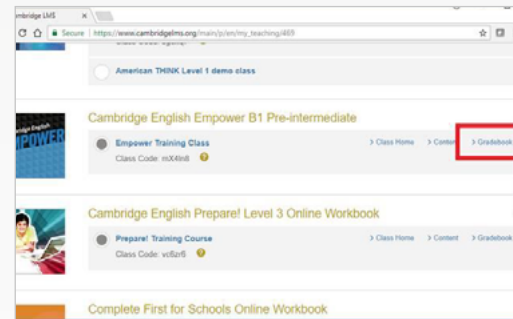 mbridge LMS
Secure https://www.cambridgelms.org/main/p/en/my_teaching/469
American THINK Level 1 demo class
Cambridge English Empower B1 Pre-intermediate
Empower Training Class > Class Home > Content > Gradebook
Class Code: mX4ln8
Cambridge English Prepare! Level 3 Online Workbook
Prepare! Training Course > Class Home > Content > Gradebook
Class Code: vc6zr6
Complete First for Schools Online Workbook